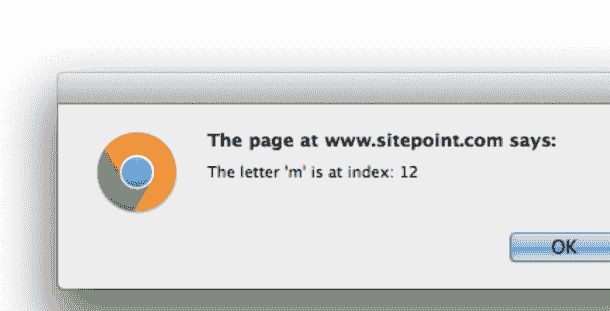 The page at www.sitepoint.com says:
The letter 'm' is at index: 12
OK